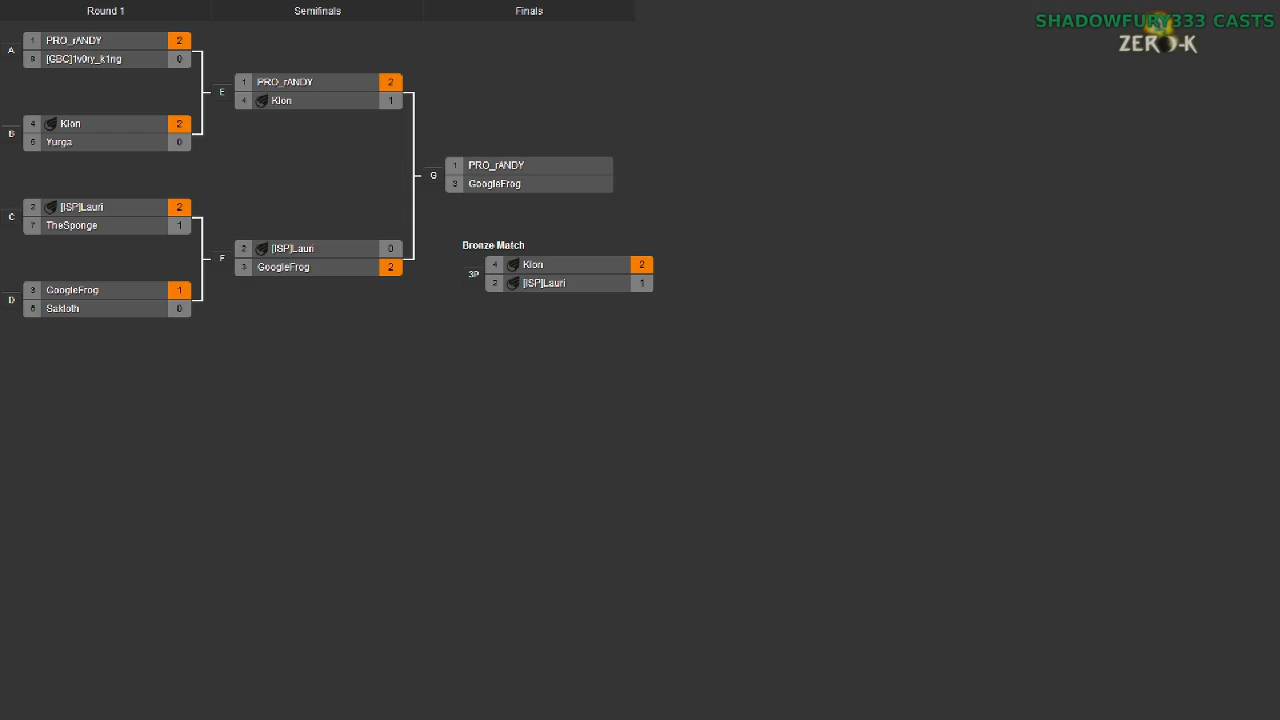 Round 1
Semifinals
Finals
SHADOWFURY333 CASTS
ZERO-K
A
1 PRO_rANDY 2
8 [GBC]1v0ry_k1ng 0
B
4 Klon 2
5 Yurga 0
C
2 [ISP]Lauri 2
7 TheSponge 1
D
3 GoogleFrog 1
6 Sakloth 0
E
1 PRO_rANDY 2
4 Klon 1
F
2 [ISP]Lauri 0
3 GoogleFrog 2
G
1 PRO_rANDY
3 GoogleFrog
Bronze Match
3P
4 Klon 2
2 [ISP]Lauri 1